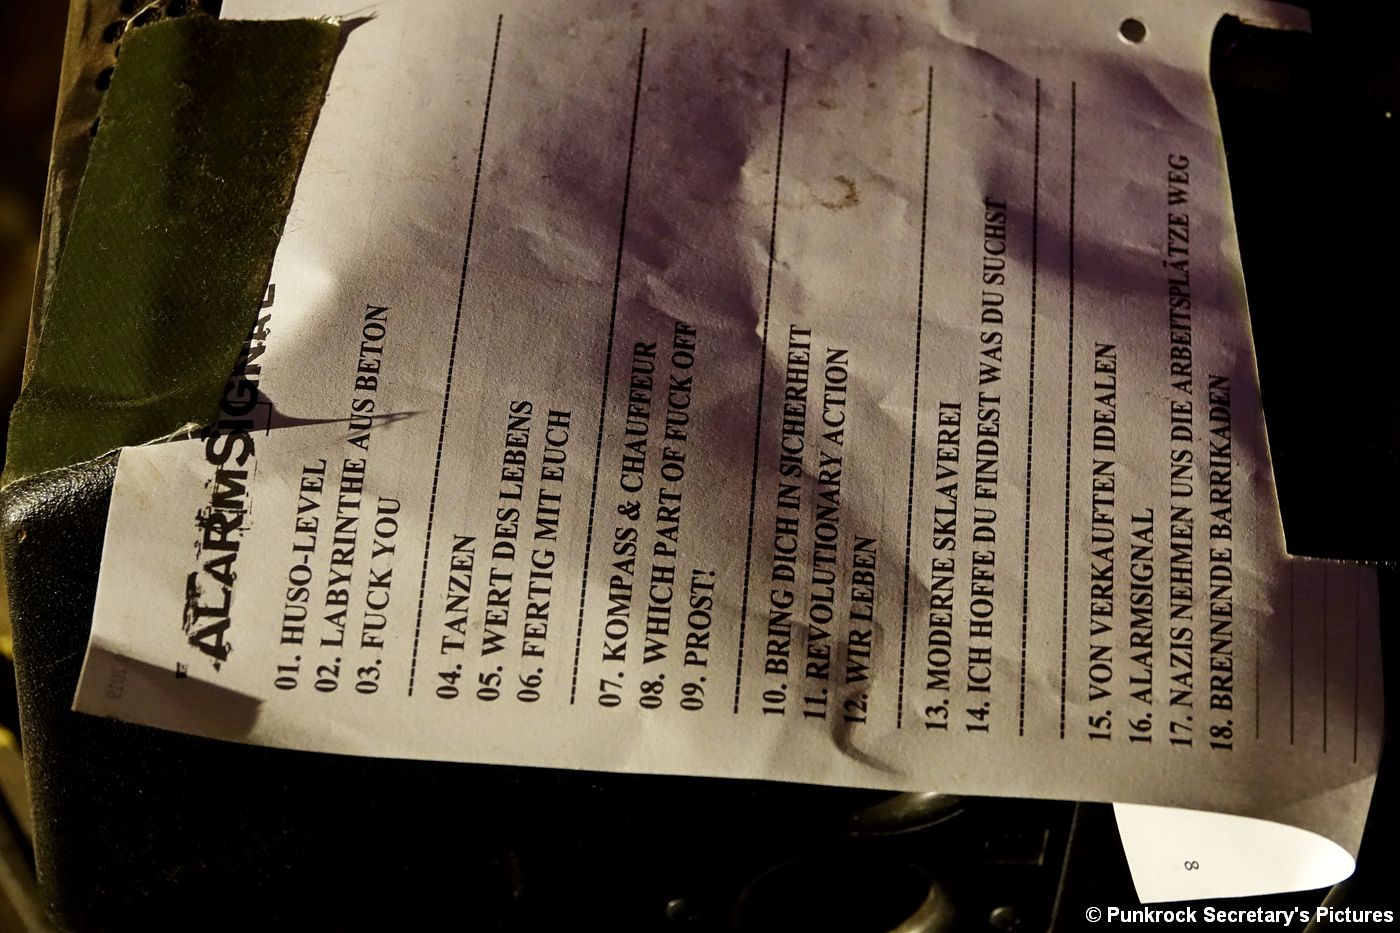 ALARMSIGNAL
01. HUSO-LEVEL
02. LABYRINTHE AUS BETON
03. FUCK YOU
04. TANZEN
05. WERT DES LEBENS
06. FERTIG MIT EUCH
07. KOMPASS & CHAUFFEUR
08. WHICH PART OF FUCK OFF
09. PROST!
10. BRING DICH IN SICHERHEIT
11. REVOLUTIONARY ACTION
12. WIR LEBEN
13. MODERNE SKLAVEREI
14. ICH HOFFE DU FINDEST WAS DU SUCHST
15. VON VERKAUFTEN IDEALEN
16. ALARMSIGNAL
17. NAZIS NEHMEN UNS DIE ARBEITSPLÄTZE WEG
18. BRENNENDE BARRIKADEN
8
© Punkrock Secretary's Pictures